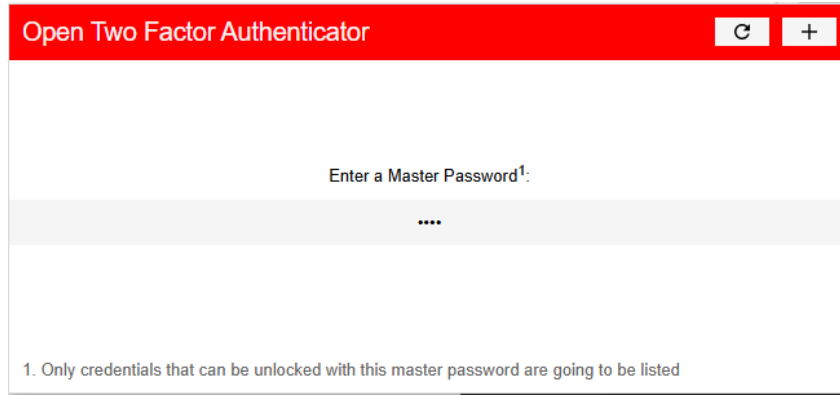 Open Two Factor Authenticator
Enter a Master Password1:
••••
1. Only credentials that can be unlocked with this master password are going to be listed